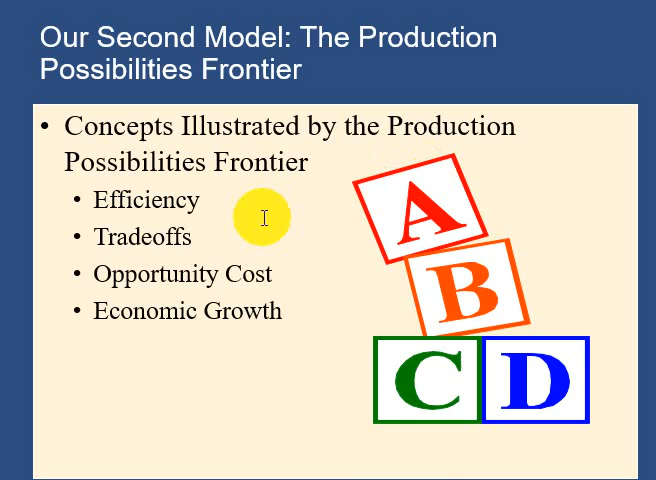 Our Second Model: The Production
Possibilities Frontier
• Concepts Illustrated by the Production
Possibilities Frontier
• Efficiency
• Tradeoffs
• Opportunity Cost
• Economic Growth
A
B
C D